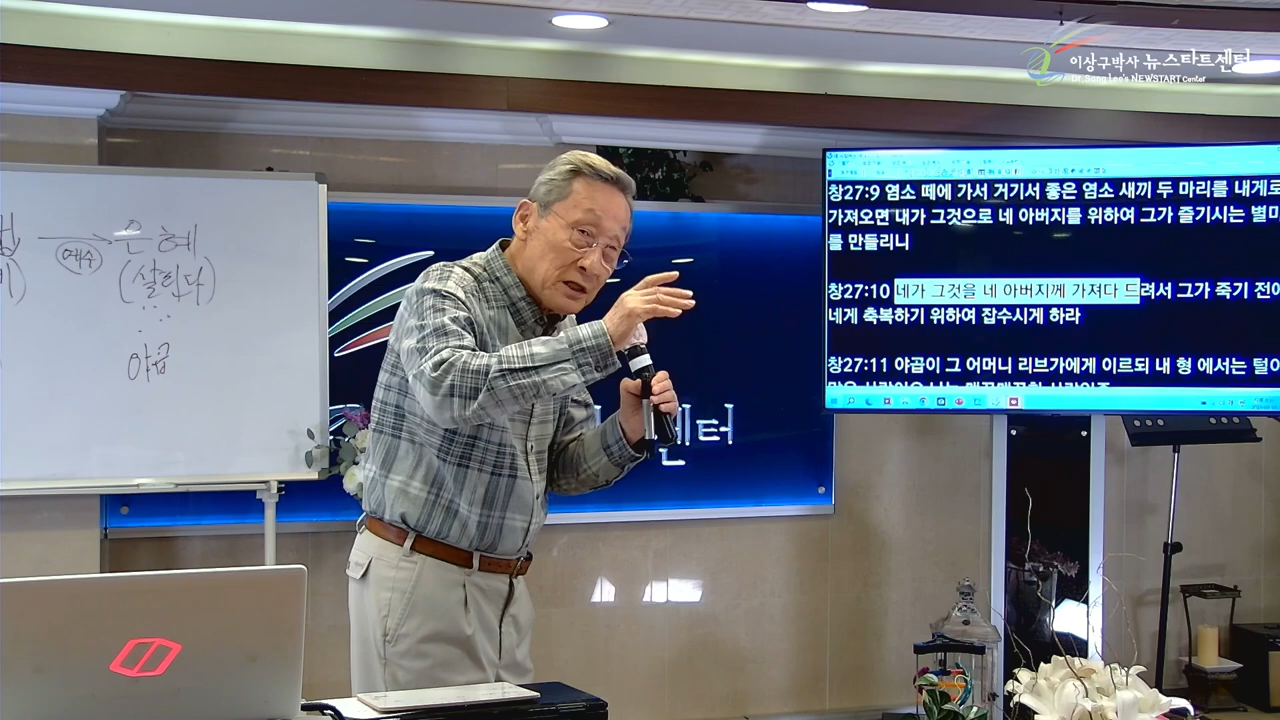 이상구박사 뉴스타트센터
Dr. Sang Lee's NEWSTART Center
은혜
예수
(살린다)
야곱
센터
창27:9 염소 떼에 가서 거기서 좋은 염소 새끼 두 마리를 내게로
가져오면 내가 그것으로 네 아버지를 위하여 그가 즐기시는 별미
를 만들리니
창27:10 네가 그것을 네 아버지께 가져다 드려서 그가 죽기 전에
네게 축복하기 위하여 잡수시게 하라
창27:11 야곱이 그 어머니 리브가에게 이르되 내 형 에서는 털이